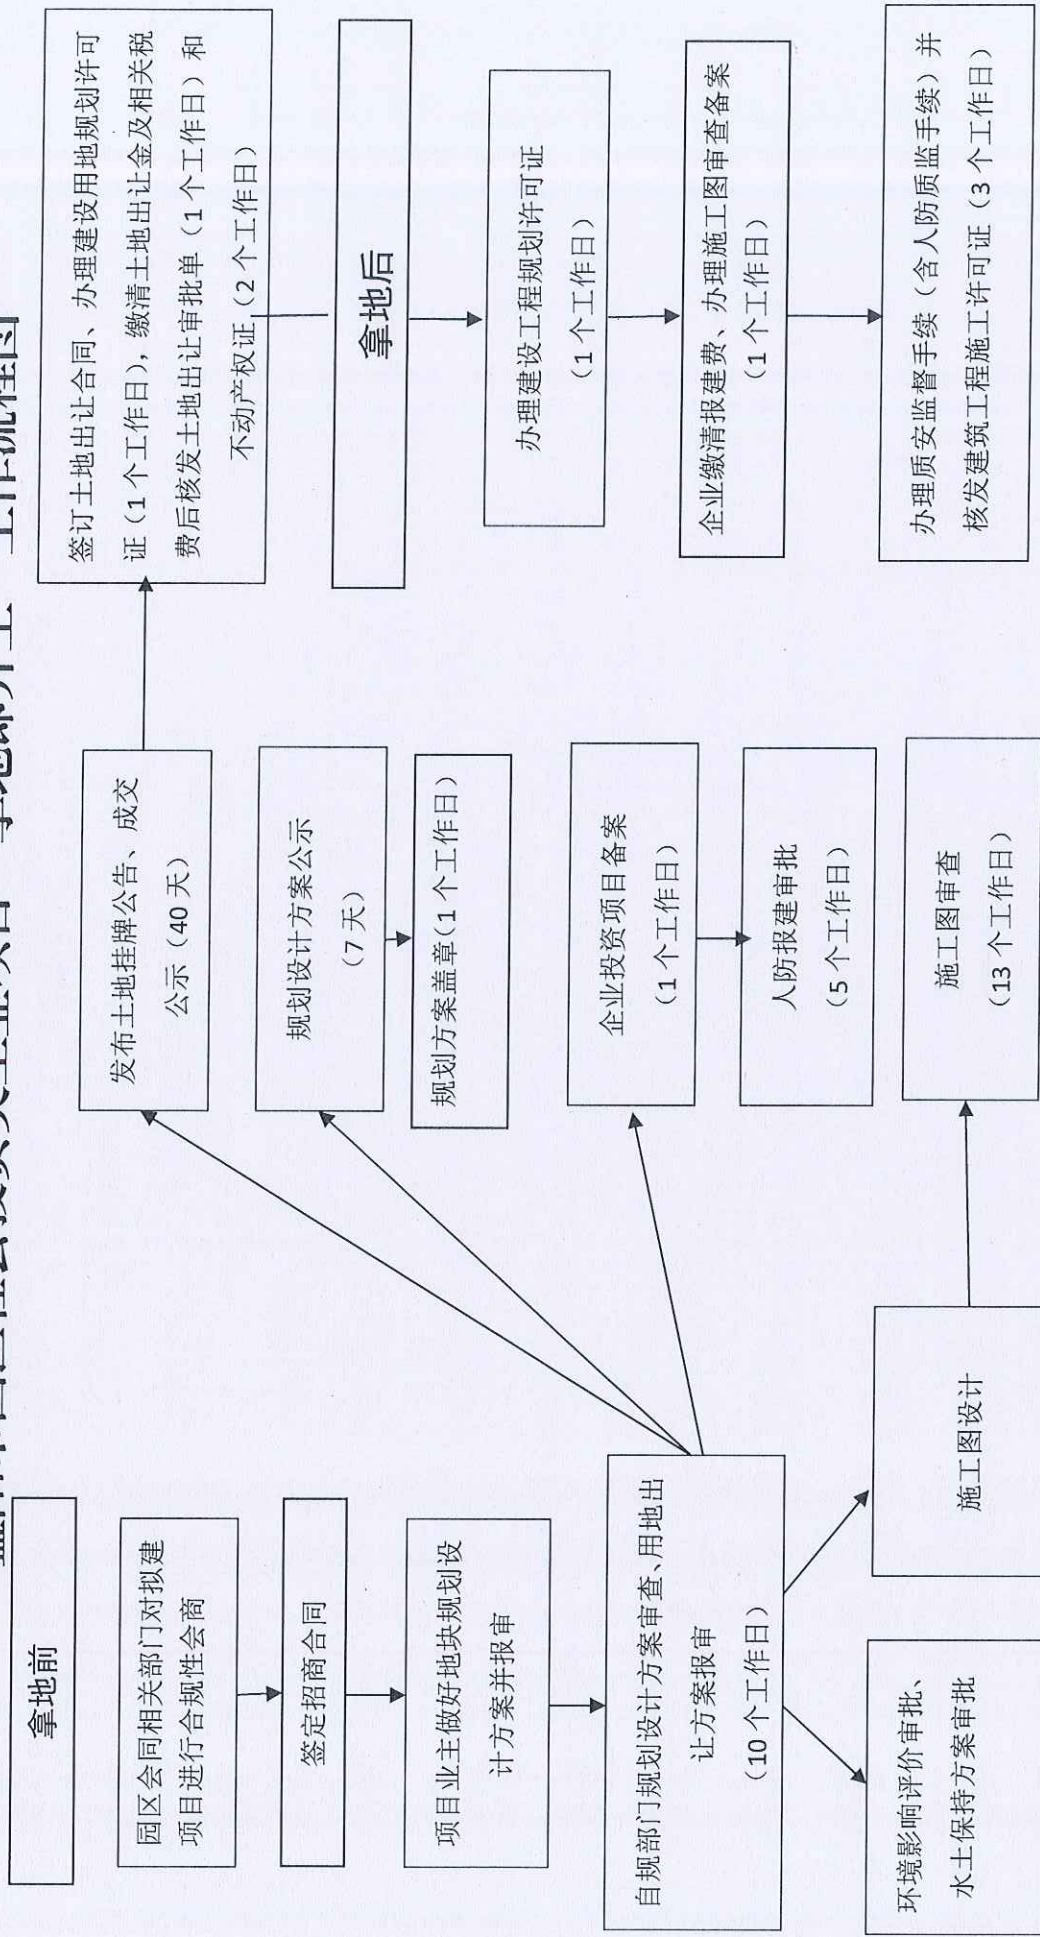 拿地前
园区会同相关部门对拟建
项目进行合规性会商
签定招商合同
项目业主做好地块规划设
计方案并报审
自规部门规划设计方案审查、用地出
让方案报审
（10 个工作日）
环境影响评价审批、
水土保持方案审批
施工图设计
发布土地挂牌公告、成交
公示（40 天）
规划设计方案公示
（7 天）
规划方案盖章（1 个工作日）
企业投资项目备案
（1 个工作日）
人防报建审批
（5 个工作日）
施工图审查
（13 个工作日）
签订土地出让合同、办理建设用地规划许可
证（1 个工作日），缴清土地出让金及相关税
费后核发土地出让审批单（1 个工作日）和
不动产权证（2 个工作日）
拿地后
办理建设工程规划许可证
（1 个工作日）
企业缴清报建费、办理施工图审查备案
（1 个工作日）
办理质安监督手续（含人防质监手续）并
核发建筑工程施工许可证（3 个工作日）